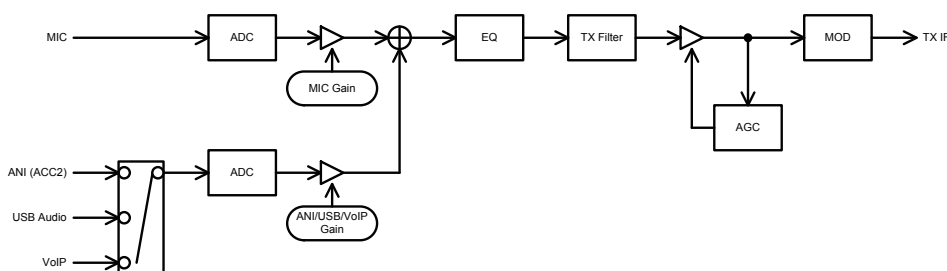 MIC
ADC
EQ
TX Filter
MOD
TX IF
MIC Gain
AGC
ANI (ACC2)
ADC
USB Audio
ANI/USB/VoIP
Gain
VoIP